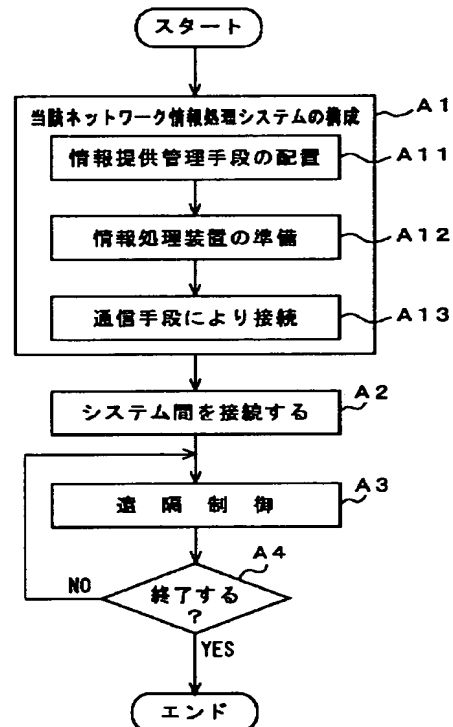 スタート
当該ネットワーク情報処理システムの構成
A1
情報提供管理手段の配置
A11
情報処理装置の準備
A12
通信手段により接続
A13
システム間を接続する
A2
遠隔制御
A3
終了する
?
A4
NO
YES
エンド